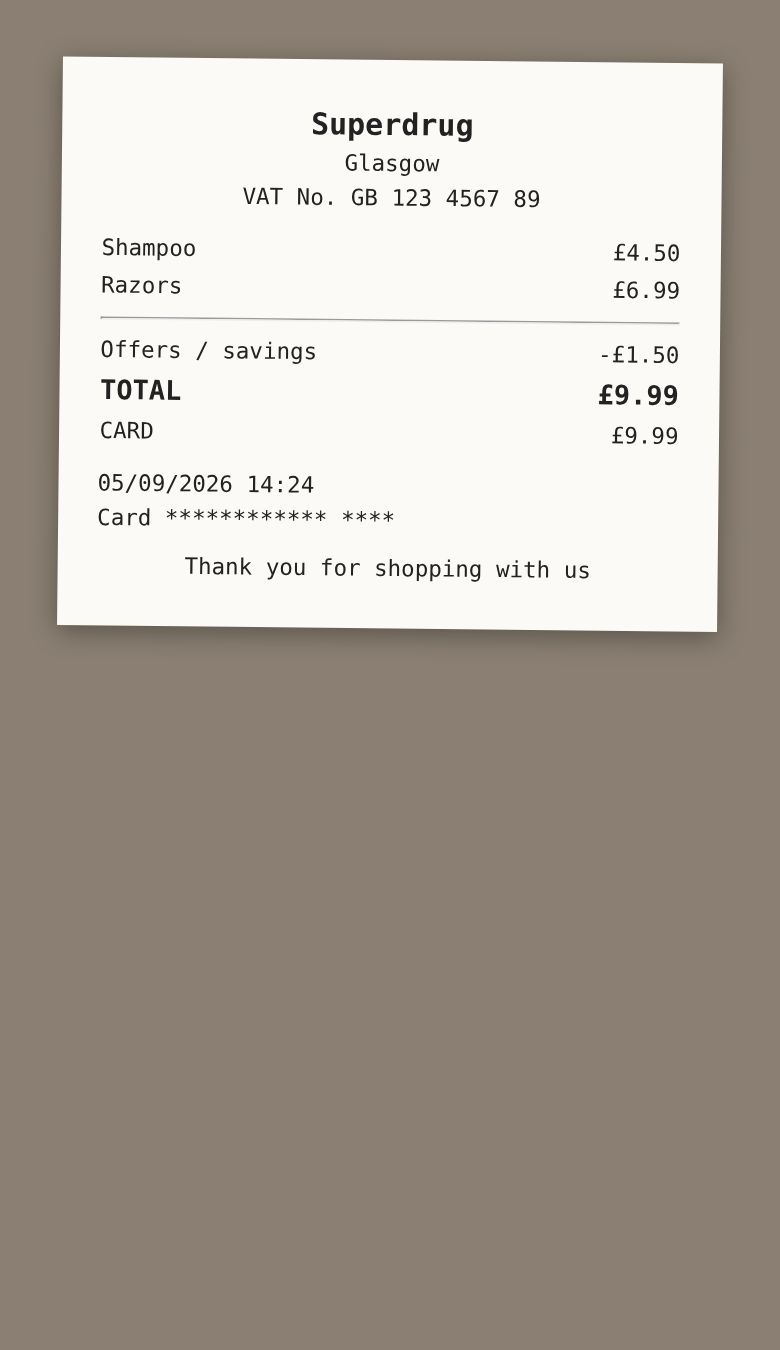 Superdrug
Glasgow
VAT No. GB 123 4567 89
Shampoo £4.50
Razors £6.99
Offers / savings -£1.50
TOTAL £9.99
CARD £9.99
05/09/2026 14:24
Card ************ ****
Thank you for shopping with us